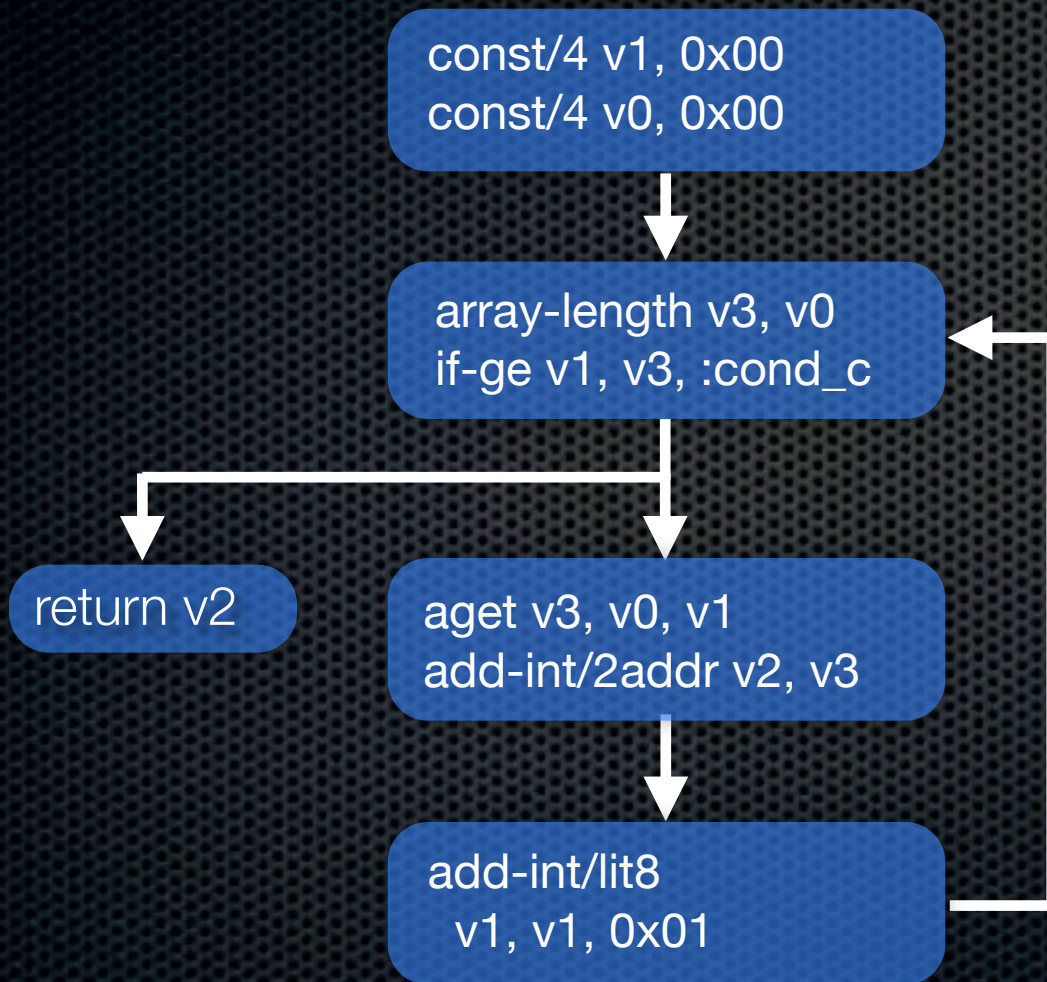 const/4 v1, 0x00
const/4 v0, 0x00
array-length v3, v0
if-ge v1, v3, :cond_c
return v2
aget v3, v0, v1
add-int/2addr v2, v3
add-int/lit8
v1, v1, 0x01